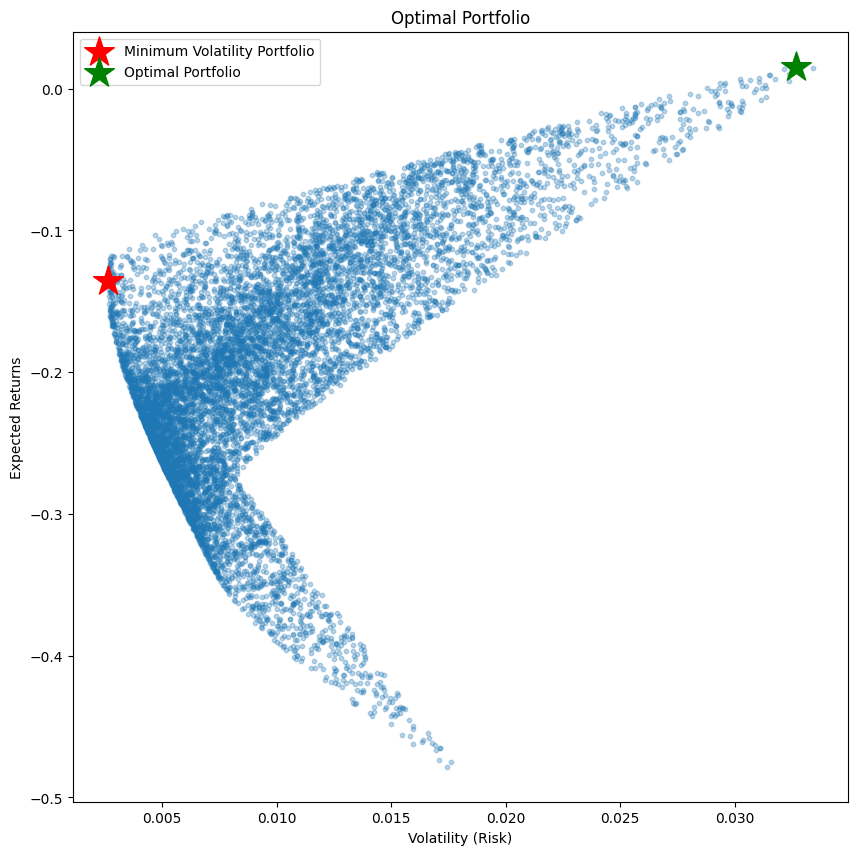 Optimal Portfolio
Minimum Volatility Portfolio
Optimal Portfolio
0.0
−0.1
−0.2
−0.3
−0.4
−0.5
Expected Returns
0.005 0.010 0.015 0.020 0.025 0.030
Volatility (Risk)